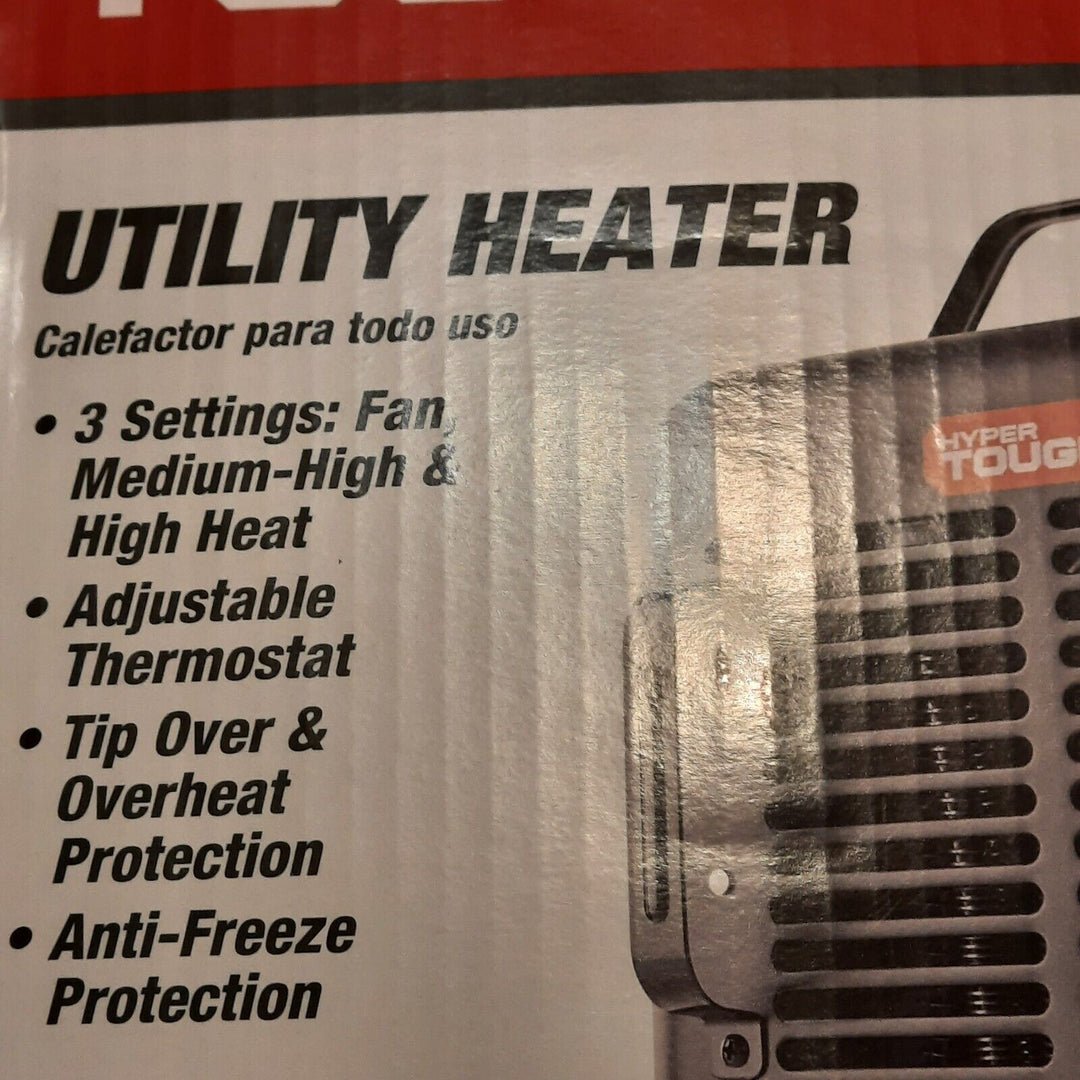 UTILITY HEATER
Calefactor para todo uso
• 3 Settings: Fan,
Medium-High &
High Heat
• Adjustable
Thermostat
• Tip Over &
Overheat
Protection
• Anti-Freeze
Protection
HYPER
TOUG